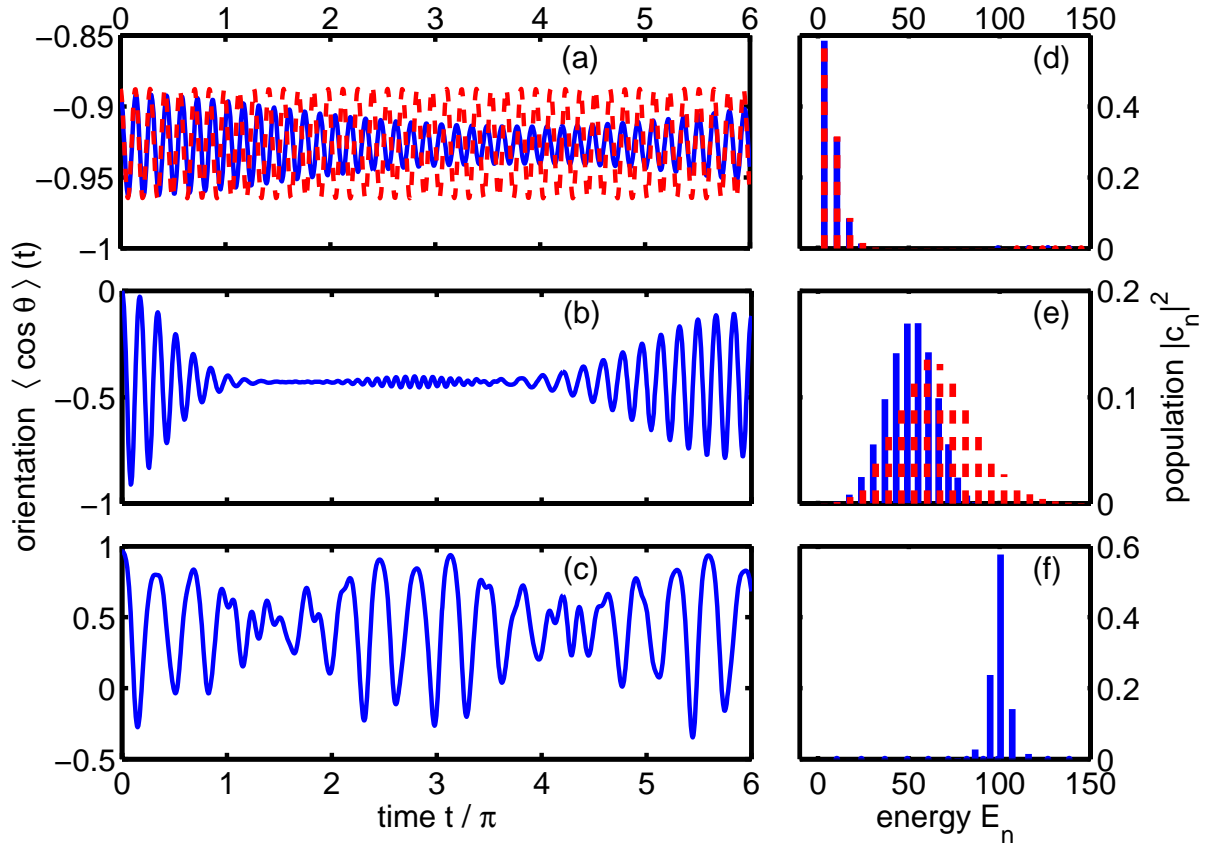 0 1 2 3 4 5 6
0 50 100 150
−0.85
−0.9
−0.95
−1
(a)
(d)
0.4
0.2
0
0
−0.5
−1
(b)
(e)
0.2
0.1
0
1
0.5
0
−0.5
(c)
(f)
0.6
0.4
0.2
0
0 1 2 3 4 5 6
0 50 100 150
time t / π
energy E_n
orientation ⟨ cos θ ⟩ (t)
population |c_n|^2